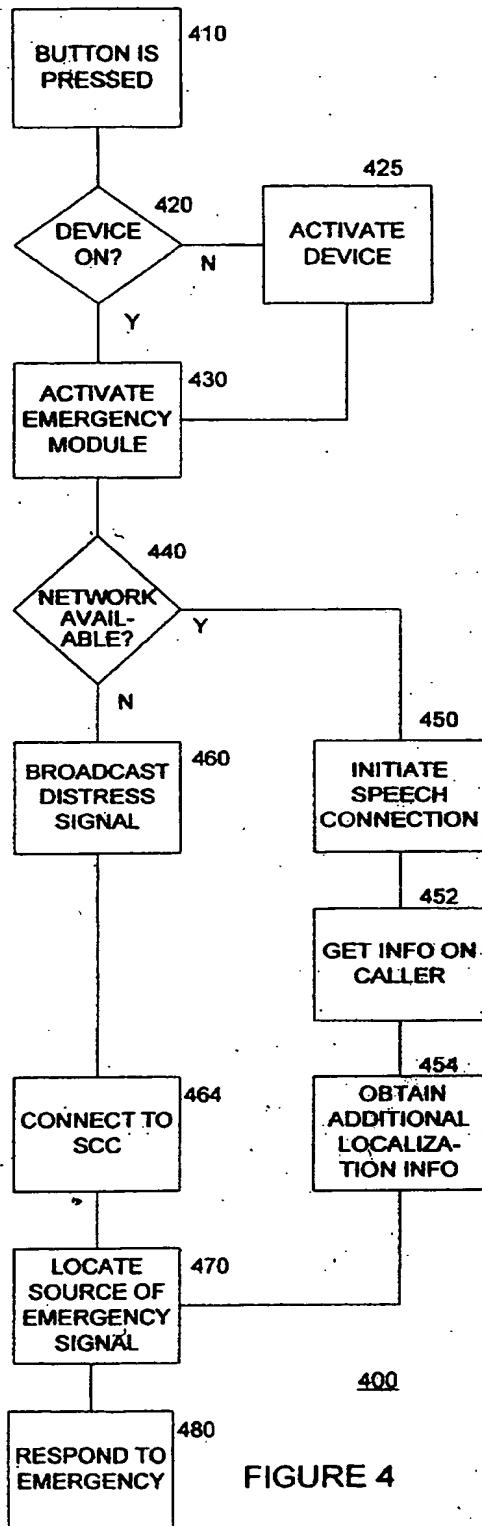 410
BUTTON IS
PRESSED
420
DEVICE
ON?
N
Y
425
ACTIVATE
DEVICE
430
ACTIVATE
EMERGENCY
MODULE
440
NETWORK
AVAIL-
ABLE?
Y
N
460
BROADCAST
DISTRESS
SIGNAL
450
INITIATE
SPEECH
CONNECTION
452
GET INFO ON
CALLER
464
CONNECT TO
SCC
454
OBTAIN
ADDITIONAL
LOCALIZA-
TION INFO
470
LOCATE
SOURCE OF
EMERGENCY
SIGNAL
400
480
RESPOND TO
EMERGENCY
FIGURE 4